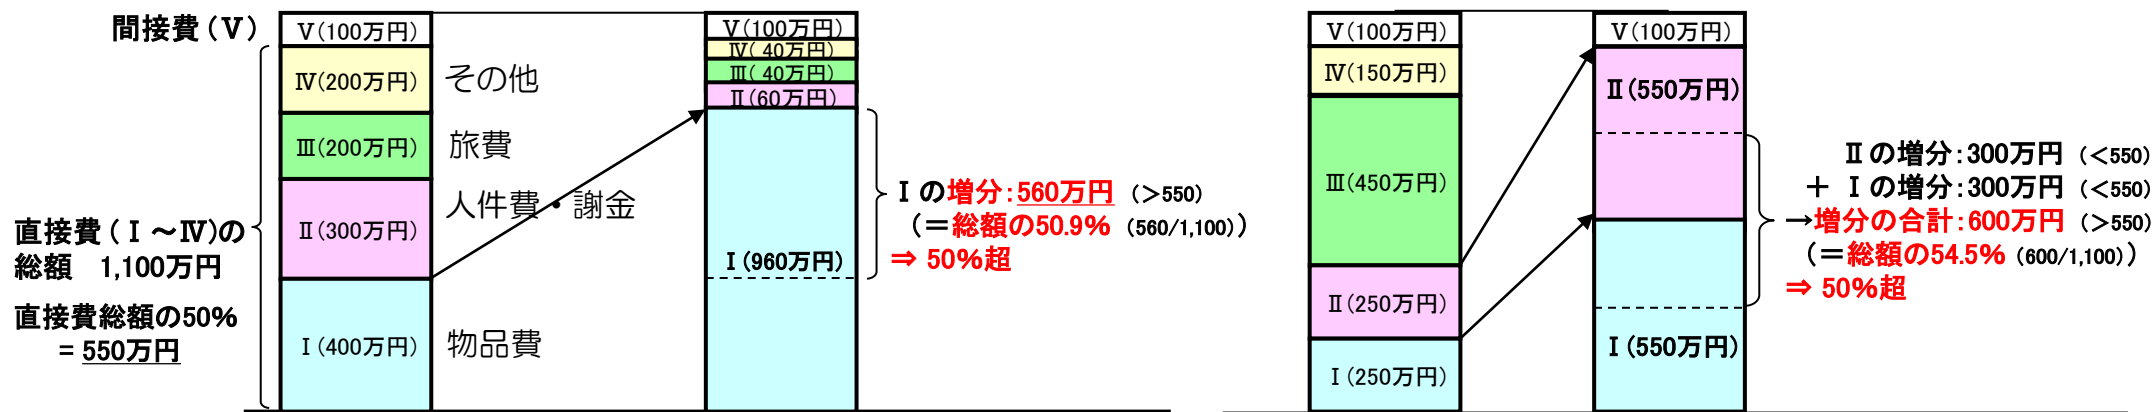 間接費（Ⅴ）
Ⅴ（100万円）
Ⅳ（200万円）
その他
Ⅲ（200万円）
旅費
Ⅱ（300万円）
人件費・謝金
Ⅰ（400万円）
物品費
直接費（Ⅰ～Ⅳ）の
総額　1,100万円
直接費総額の50％
＝550万円
Ⅴ（100万円）
Ⅳ（ 40万円）
Ⅲ（ 40万円）
Ⅱ（60万円）
Ⅰ（960万円）
Ⅰの増分：560万円（＞550）
（＝総額の50.9％（560/1,100））
⇒ 50％超
Ⅴ（100万円）
Ⅳ（150万円）
Ⅲ（450万円）
Ⅱ（250万円）
Ⅰ（250万円）
Ⅴ（100万円）
Ⅱ（550万円）
Ⅰ（550万円）
Ⅱの増分：300万円（＜550）
＋ Ⅰの増分：300万円（＜550）
→増分の合計：600万円（＞550）
（＝総額の54.5％（600/1,100））
⇒ 50％超